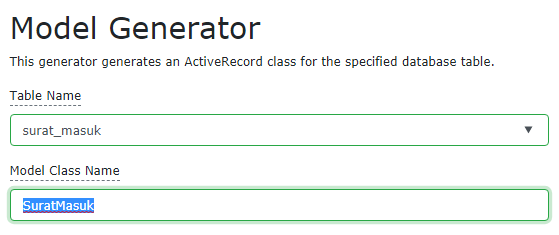 Model Generator
This generator generates an ActiveRecord class for the specified database table.
Table Name
surat_masuk
Model Class Name
SuratMasuk